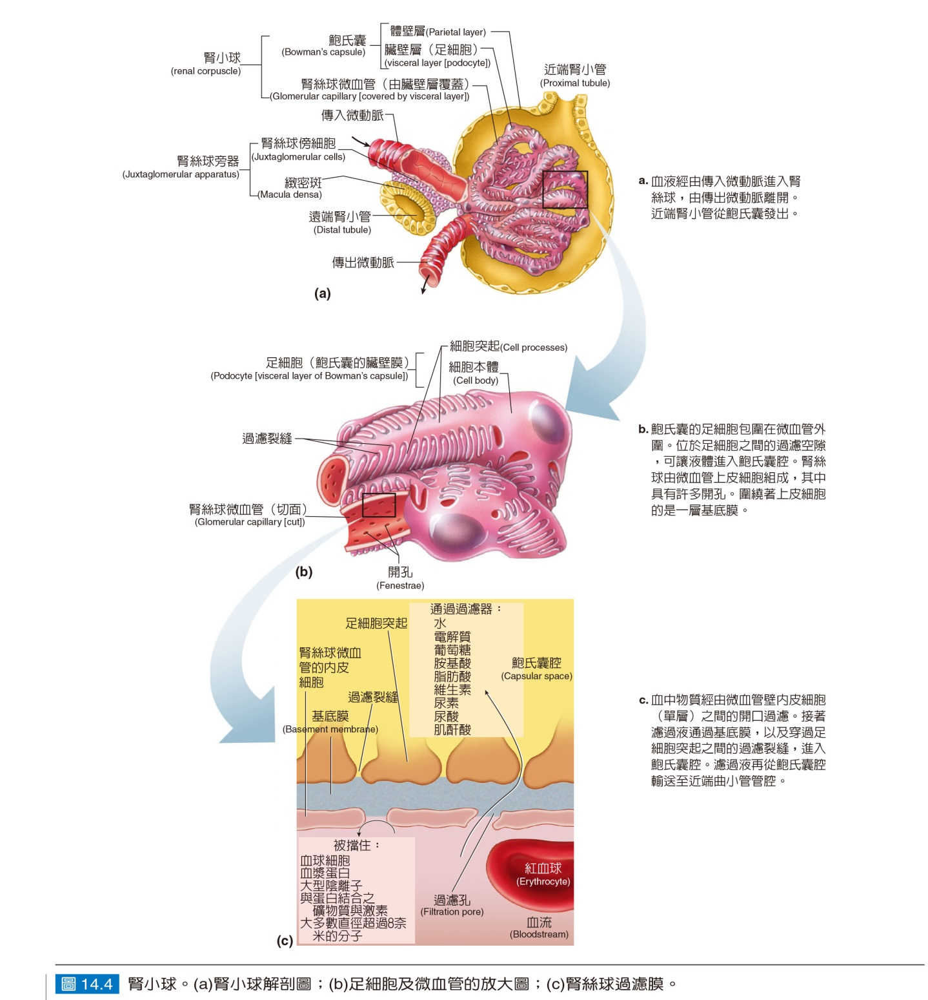 鮑氏囊
(Bowman's capsule)
體壁層(Parietal layer)
臟壁層（足細胞）
(visceral layer [podocyte])
腎小球
(renal corpuscle)
腎絲球微血管（由臟壁層覆蓋）
(Glomerular capillary [covered by visceral layer])
近端腎小管
(Proximal tubule)
傳入微動脈
腎絲球傍細胞
(Juxtaglomerular cells)
腎絲球旁器
(Juxtaglomerular apparatus)
緻密斑
(Macula densa)
遠端腎小管
(Distal tubule)
傳出微動脈
(a)
a. 血液經由傳入微動脈進入腎
絲球，由傳出微動脈離開。
近端腎小管從鮑氏囊發出。
細胞突起(Cell processes)
足細胞（鮑氏囊的臟壁膜）
(Podocyte [visceral layer of Bowman's capsule])
細胞本體
(Cell body)
過濾裂縫
腎絲球微血管（切面）
(Glomerular capillary [cut])
開孔
(Fenestrae)
(b)
b. 鮑氏囊的足細胞包圍在微血管外
圍。位於足細胞之間的過濾空隙
，可讓液體進入鮑氏囊腔。腎絲
球由微血管上皮細胞組成，其中
具有許多開孔。圍繞著上皮細胞
的是一層基底膜。
通過過濾器：
水
電解質
葡萄糖
胺基酸
脂肪酸
維生素
尿素
尿酸
肌酐酸
足細胞突起
腎絲球微血
管的內皮
細胞
鮑氏囊腔
(Capsular space)
過濾裂縫
基底膜
(Basement membrane)
被擋住：
血球細胞
血漿蛋白
大型陰離子
與蛋白結合之
礦物質與激素
大多數直徑超過8奈
米的分子
過濾孔
(Filtration pore)
紅血球
(Erythrocyte)
血流
(Bloodstream)
(c)
c. 血中物質經由微血管壁內皮細胞
（單層）之間的開口過濾。接著
濾過液通過基底膜，以及穿過足
細胞突起之間的過濾裂縫，進入
鮑氏囊腔。濾過液再從鮑氏囊腔
輸送至近端曲小管管腔。
圖 14.4 腎小球。(a)腎小球解剖圖；(b)足細胞及微血管的放大圖；(c)腎絲球過濾膜。